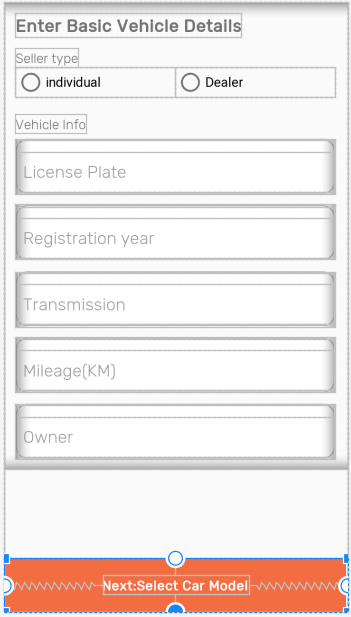 Enter Basic Vehicle Details
Seller type
individual
Dealer
Vehicle Info
License Plate
Registration year
Transmission
Mileage(KM)
Owner
Next:Select Car Model